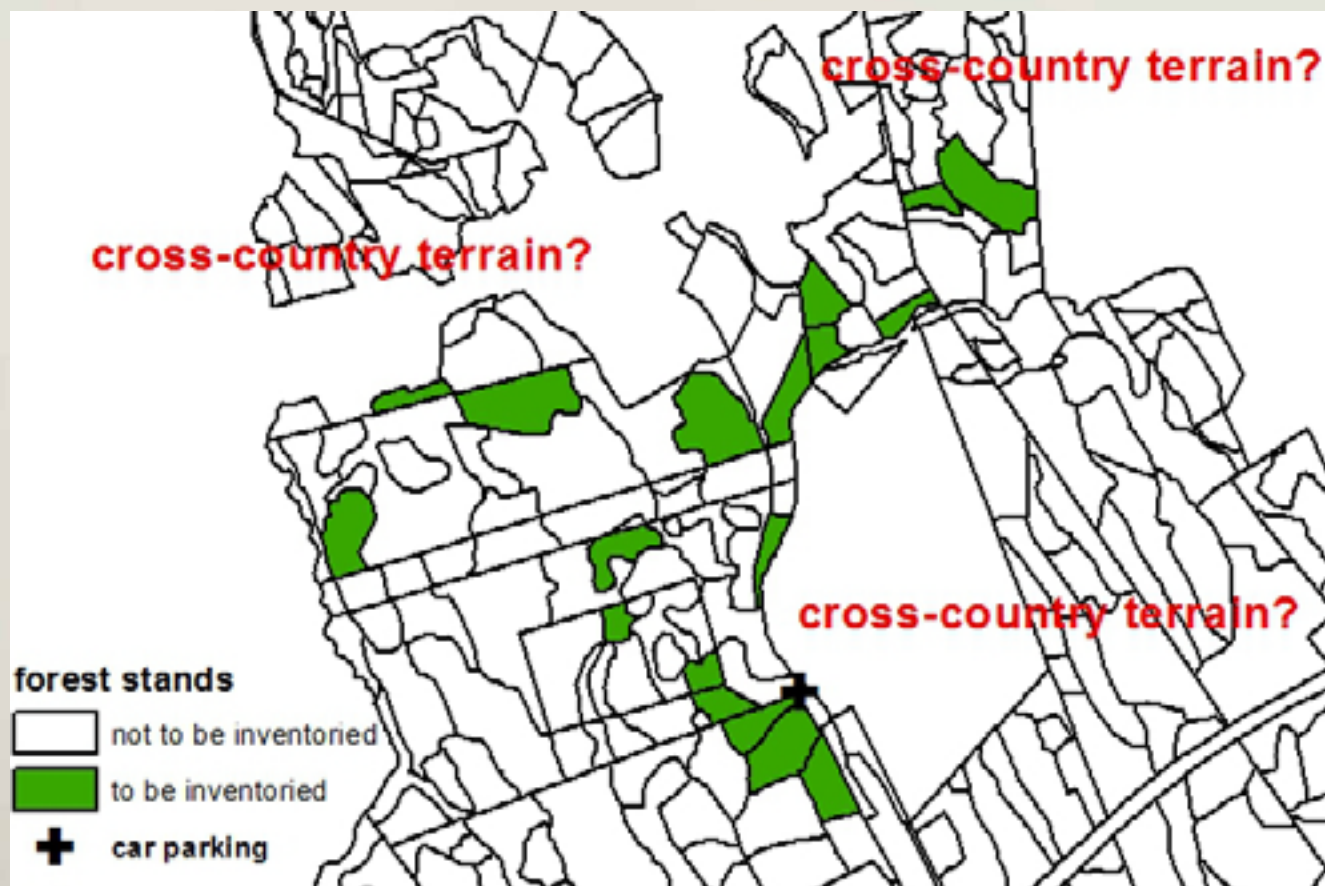 cross-country terrain?
cross-country terrain?
cross-country terrain?
forest stands
not to be inventoried
to be inventoried
car parking